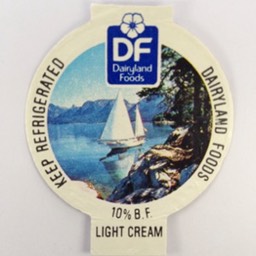 DF
Dairyland
Foods
KEEP REFRIGERATED
DAIRYLAND FOODS
10% B.F.
LIGHT CREAM